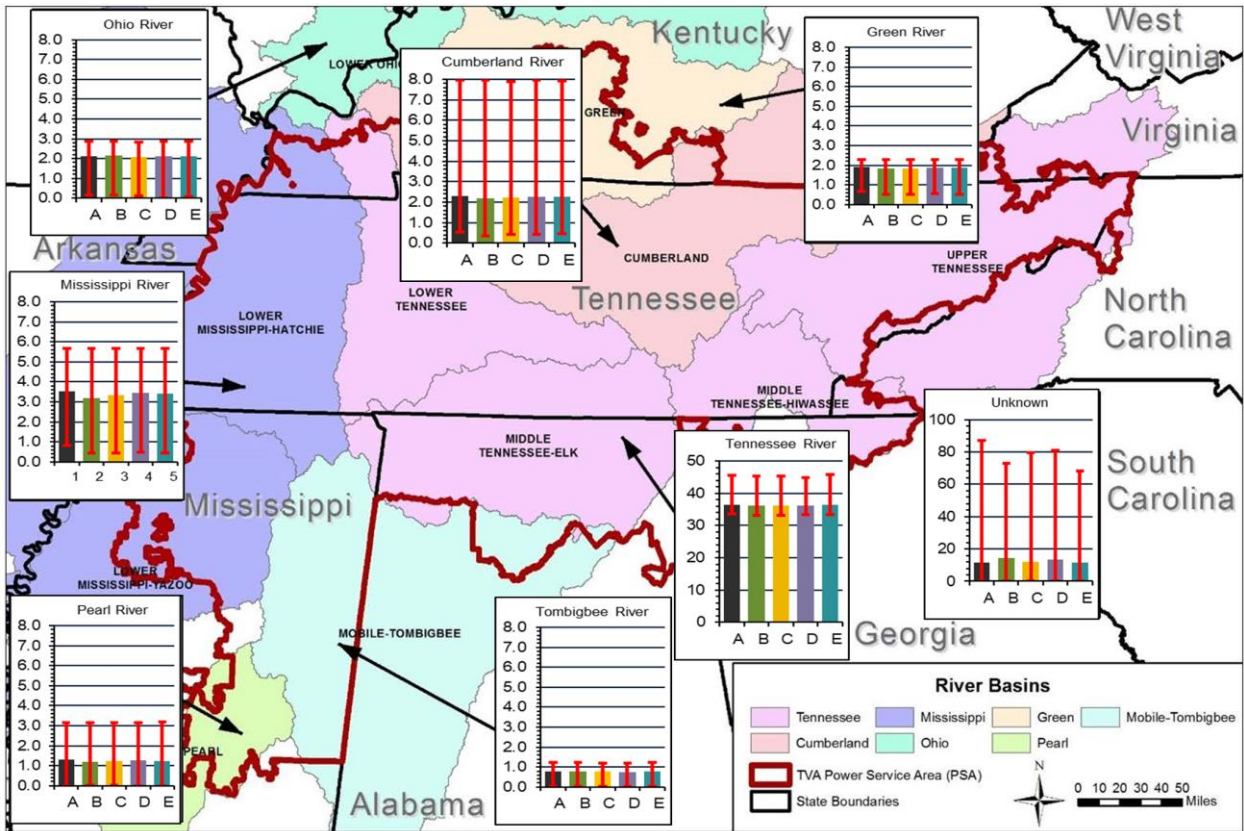 Ohio River
8.0
7.0
6.0
5.0
4.0
3.0
2.0
1.0
0.0
A B C D E
LOWER OHIO
Cumberland River
8.0
7.0
6.0
5.0
4.0
3.0
2.0
1.0
0.0
A B C D E
Kentucky
GREEN
Green River
8.0
7.0
6.0
5.0
4.0
3.0
2.0
1.0
0.0
A B C D E
West
Virginia
Virginia
Arkansas
Mississippi River
8.0
7.0
6.0
5.0
4.0
3.0
2.0
1.0
0.0
1 2 3 4 5
LOWER
MISSISSIPPI-HATCHIE
LOWER
TENNESSEE
CUMBERLAND
Tennessee
UPPER
TENNESSEE
North
Carolina
MIDDLE
TENNESSEE-HIWASSEE
MIDDLE
TENNESSEE-ELK
Tennessee River
50
40
30
20
10
0
A B C D E
Unknown
100
80
60
40
20
0
A B C D E
South
Carolina
Mississippi
LOWER
MISSISSIPPI-YAZOO
Pearl River
8.0
7.0
6.0
5.0
4.0
3.0
2.0
1.0
0.0
A B C D E
PEARL
MOBILE-TOMBIGBEE
Alabama
Tombigbee River
8.0
7.0
6.0
5.0
4.0
3.0
2.0
1.0
0.0
A B C D E
Georgia
River Basins
Tennessee Mississippi Green Mobile-Tombigbee
Cumberland Ohio Pearl
TVA Power Service Area (PSA)
State Boundaries
N
0 10 20 30 40 50
Miles